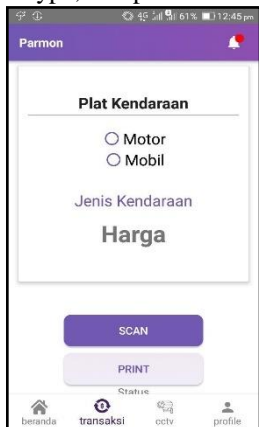 4G 61% 12:45 pm
Parmon
Plat Kendaraan
Motor
Mobil
Jenis Kendaraan
Harga
SCAN
PRINT
Status
beranda transaksi cctv profile